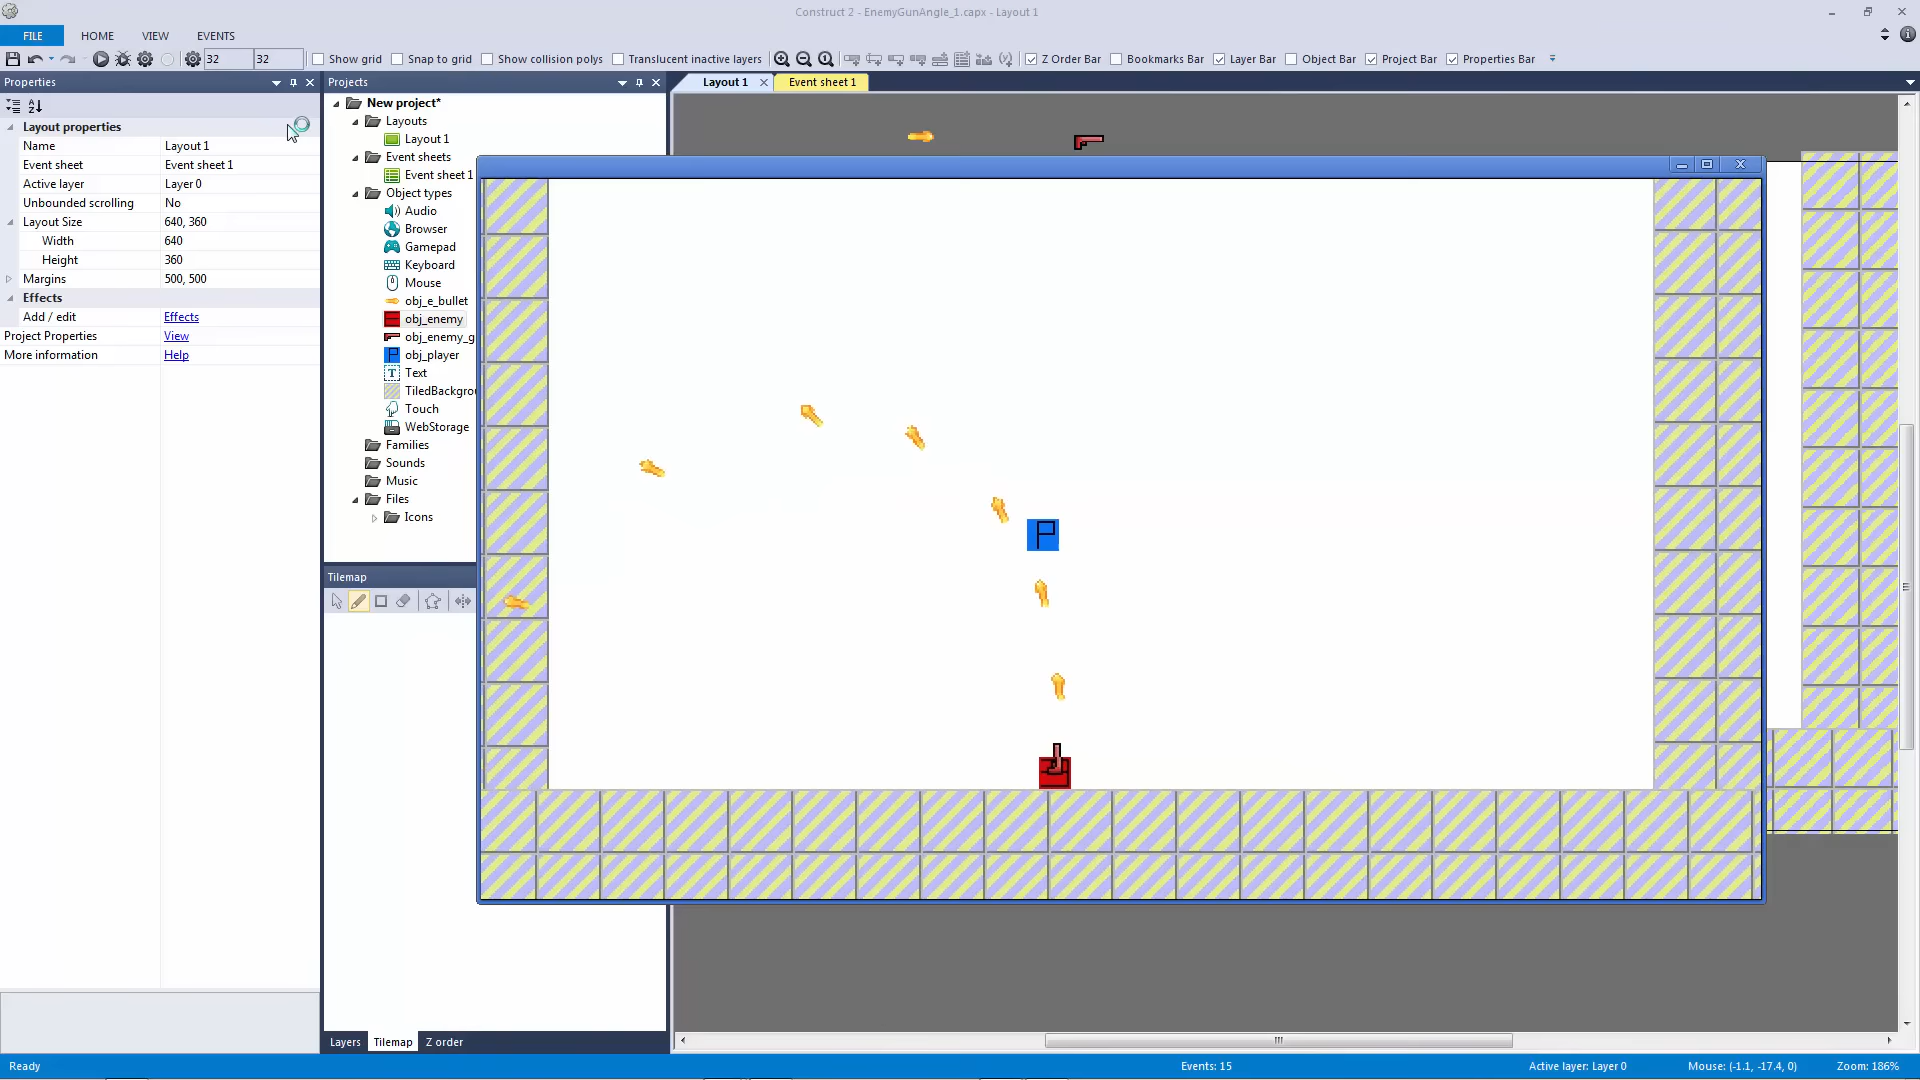 Construct 2 - EnemyGunAngle_1.capx - Layout 1
FILE HOME VIEW EVENTS
32 32 Show grid Snap to grid Show collision polys Translucent inactive layers Z Order Bar Bookmarks Bar Layer Bar Object Bar Project Bar Properties Bar
Properties
Layout properties
Name Layout 1
Event sheet Event sheet 1
Active layer Layer 0
Unbounded scrolling No
Layout Size 640, 360
Width 640
Height 360
Margins 500, 500
Effects
Add / edit Effects
Project Properties View
More information Help
Projects
New project*
Layouts
Layout 1
Event sheets
Event sheet 1
Object types
Audio
Browser
Gamepad
Keyboard
Mouse
obj_e_bullet
obj_enemy
obj_enemy_g
obj_player
Text
TiledBackgrou
Touch
WebStorage
Families
Sounds
Music
Files
Icons
Tilemap
Layers Tilemap Z order
Layout 1 Event sheet 1
P
Ready Events: 15 Active layer: Layer 0 Mouse: (-1.1, -17.4, 0) Zoom: 186%